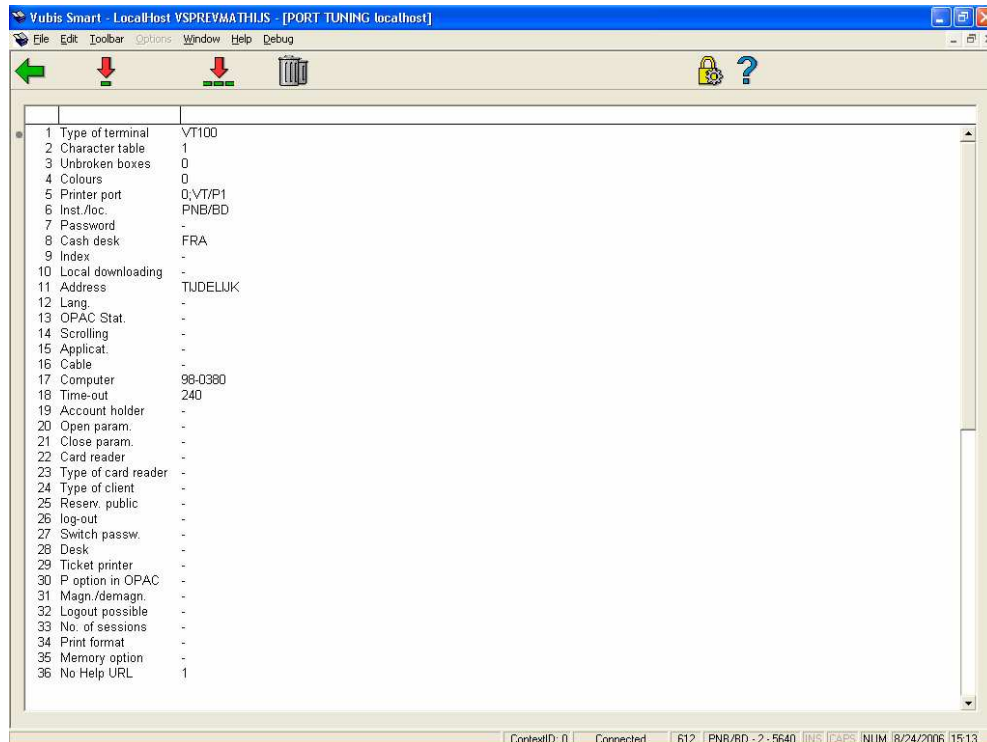 Vubis Smart - LocalHost VSPREVMATHIJS - [PORT TUNING localhost]
File Edit Toolbar Options Window Help Debug
1 Type of terminal VT100
2 Character table 1
3 Unbroken boxes 0
4 Colours 0
5 Printer port 0;VT/P1
6 Inst./loc. PNB/BD
7 Password -
8 Cash desk FRA
9 Index -
10 Local downloading -
11 Address TIJDELIJK
12 Lang. -
13 OPAC Stat. -
14 Scrolling -
15 Applicat. -
16 Cable -
17 Computer 98-0380
18 Time-out 240
19 Account holder -
20 Open param. -
21 Close param. -
22 Card reader -
23 Type of card reader -
24 Type of client -
25 Reserv. public -
26 log-out -
27 Switch passw. -
28 Desk -
29 Ticket printer -
30 P option in OPAC -
31 Magn./demagn. -
32 Logout possible -
33 No. of sessions -
34 Print format -
35 Memory option -
36 No Help URL 1
ContextID: 0 Connected 612 PNB/BD - 2 - 5640 INS CAPS NUM 8/24/2006 15:13